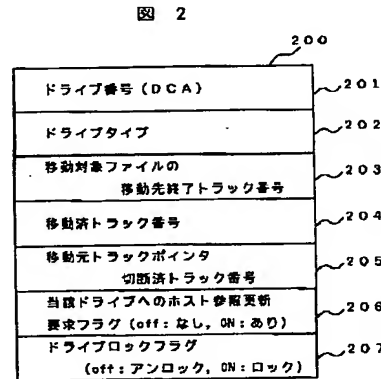 図 2
200
ドライブ番号(DCA)
201
ドライブタイプ
202
移動対象ファイルの
移動先終了トラック番号
203
移動済トラック番号
204
移動元トラックポインタ
切断済トラック番号
205
当該ドライブへのホスト参照更新
要求フラグ(off:なし,ON:あり)
206
ドライブロックフラグ
(off:アンロック,ON:ロック)
207